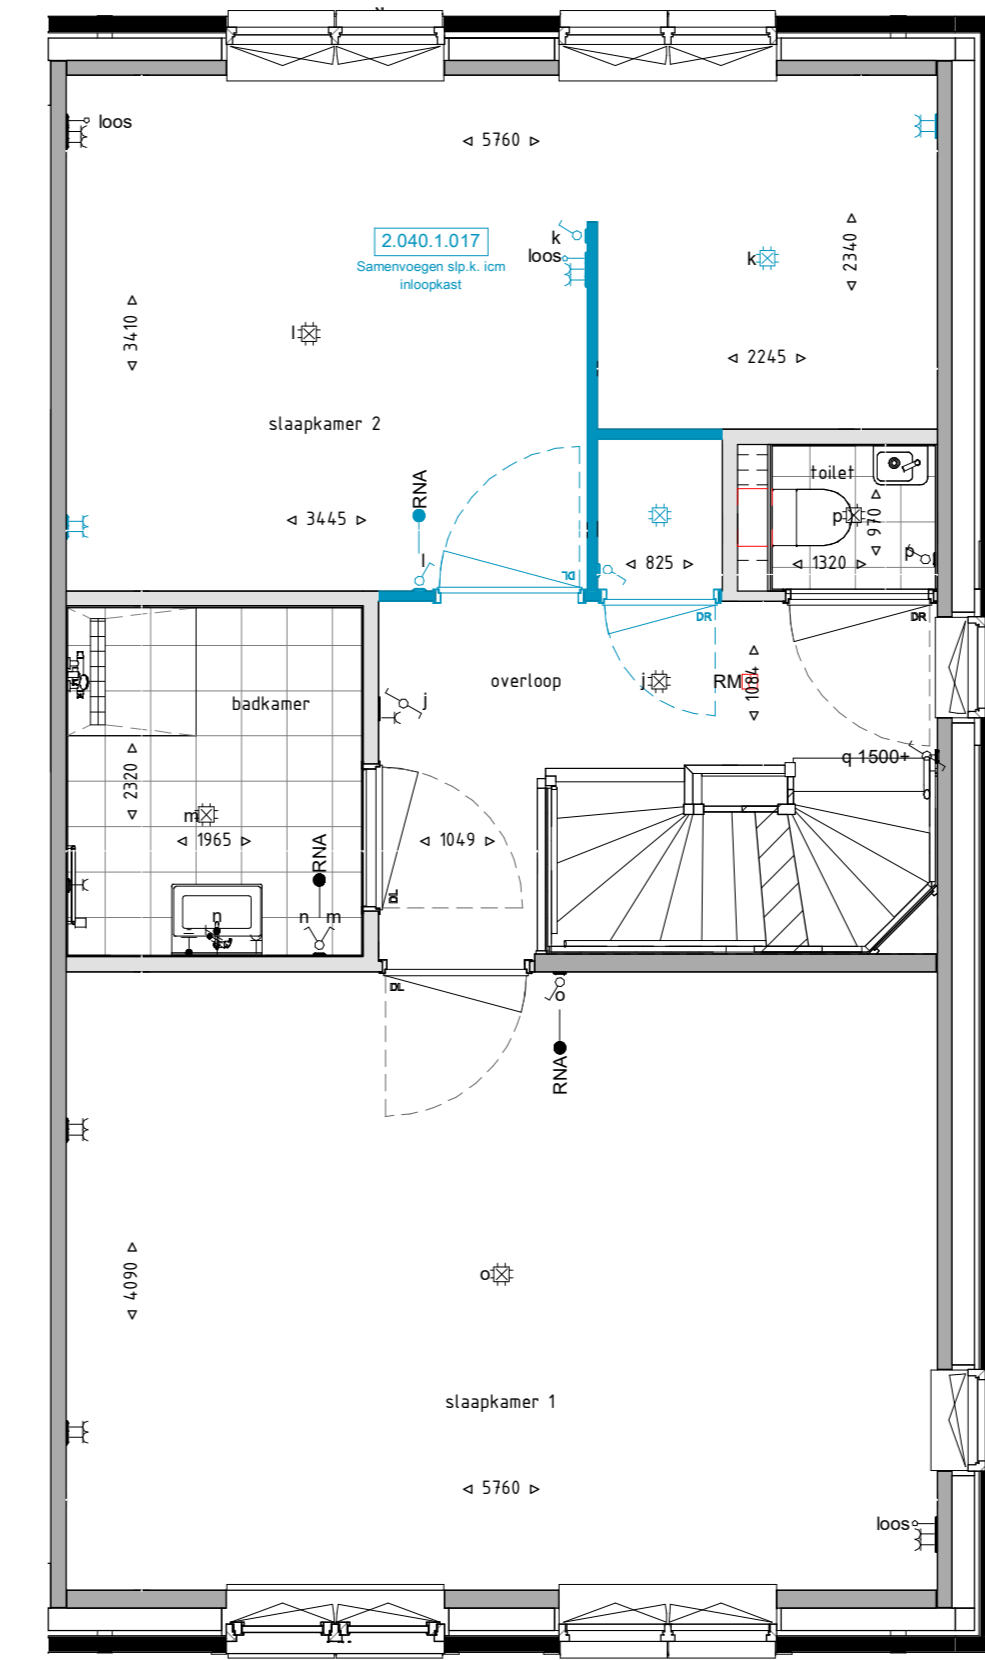 loos
5760
k
loos
2.040.1.017
Samenvoegen slp.k. icm
inloopkast
k
2340
3410
l
2245
slaapkamer 2
RNA
toilet
3445
p
970
l
825
1320
p
DL
DR
DR
badkamer
overloop
j
RM
1084
j
2320
q 1500+
m
1965
RNA
1049
DL
n
n m
DL
o
RNA
4090
o
slaapkamer 1
5760
loos